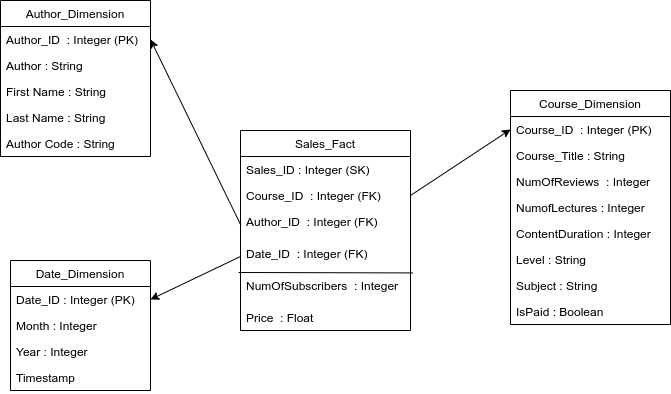 Author_Dimension
Author_ID : Integer (PK)
Author : String
First Name : String
Last Name : String
Author Code : String
Sales_Fact
Sales_ID : Integer (SK)
Course_ID : Integer (FK)
Author_ID : Integer (FK)
Date_ID : Integer (FK)
NumOfSubscribers : Integer
Price : Float
Course_Dimension
Course_ID : Integer (PK)
Course_Title : String
NumOfReviews : Integer
NumofLectures : Integer
ContentDuration : Integer
Level : String
Subject : String
IsPaid : Boolean
Date_Dimension
Date_ID : Integer (PK)
Month : Integer
Year : Integer
Timestamp